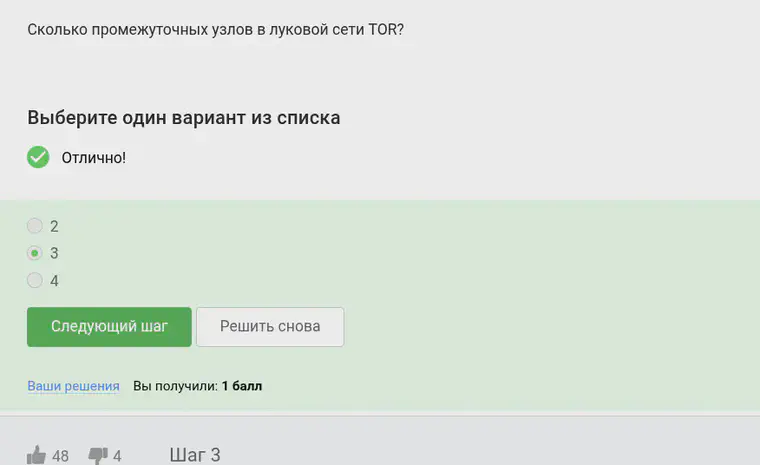 Сколько промежуточных узлов в луковой сети TOR?
Выберите один вариант из списка
Отлично!
2
3
4
Следующий шаг Решить снова
Ваши решения Вы получили: 1 балл
48 4 Шаг 3